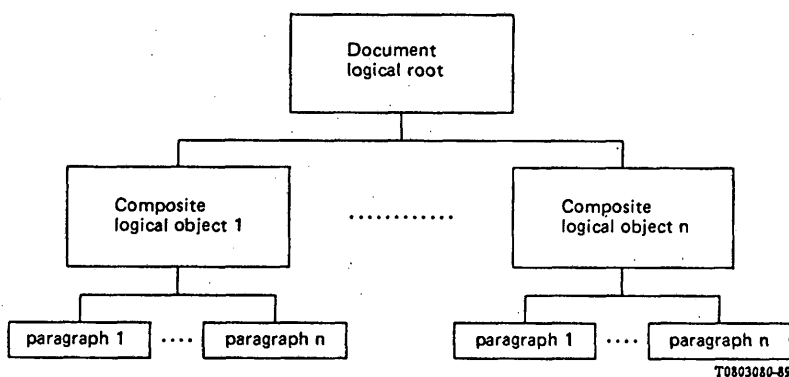 Document
logical root
Composite
logical object 1
............
Composite
logical object n
paragraph 1 .... paragraph n
paragraph 1 .... paragraph n
T0803080-89